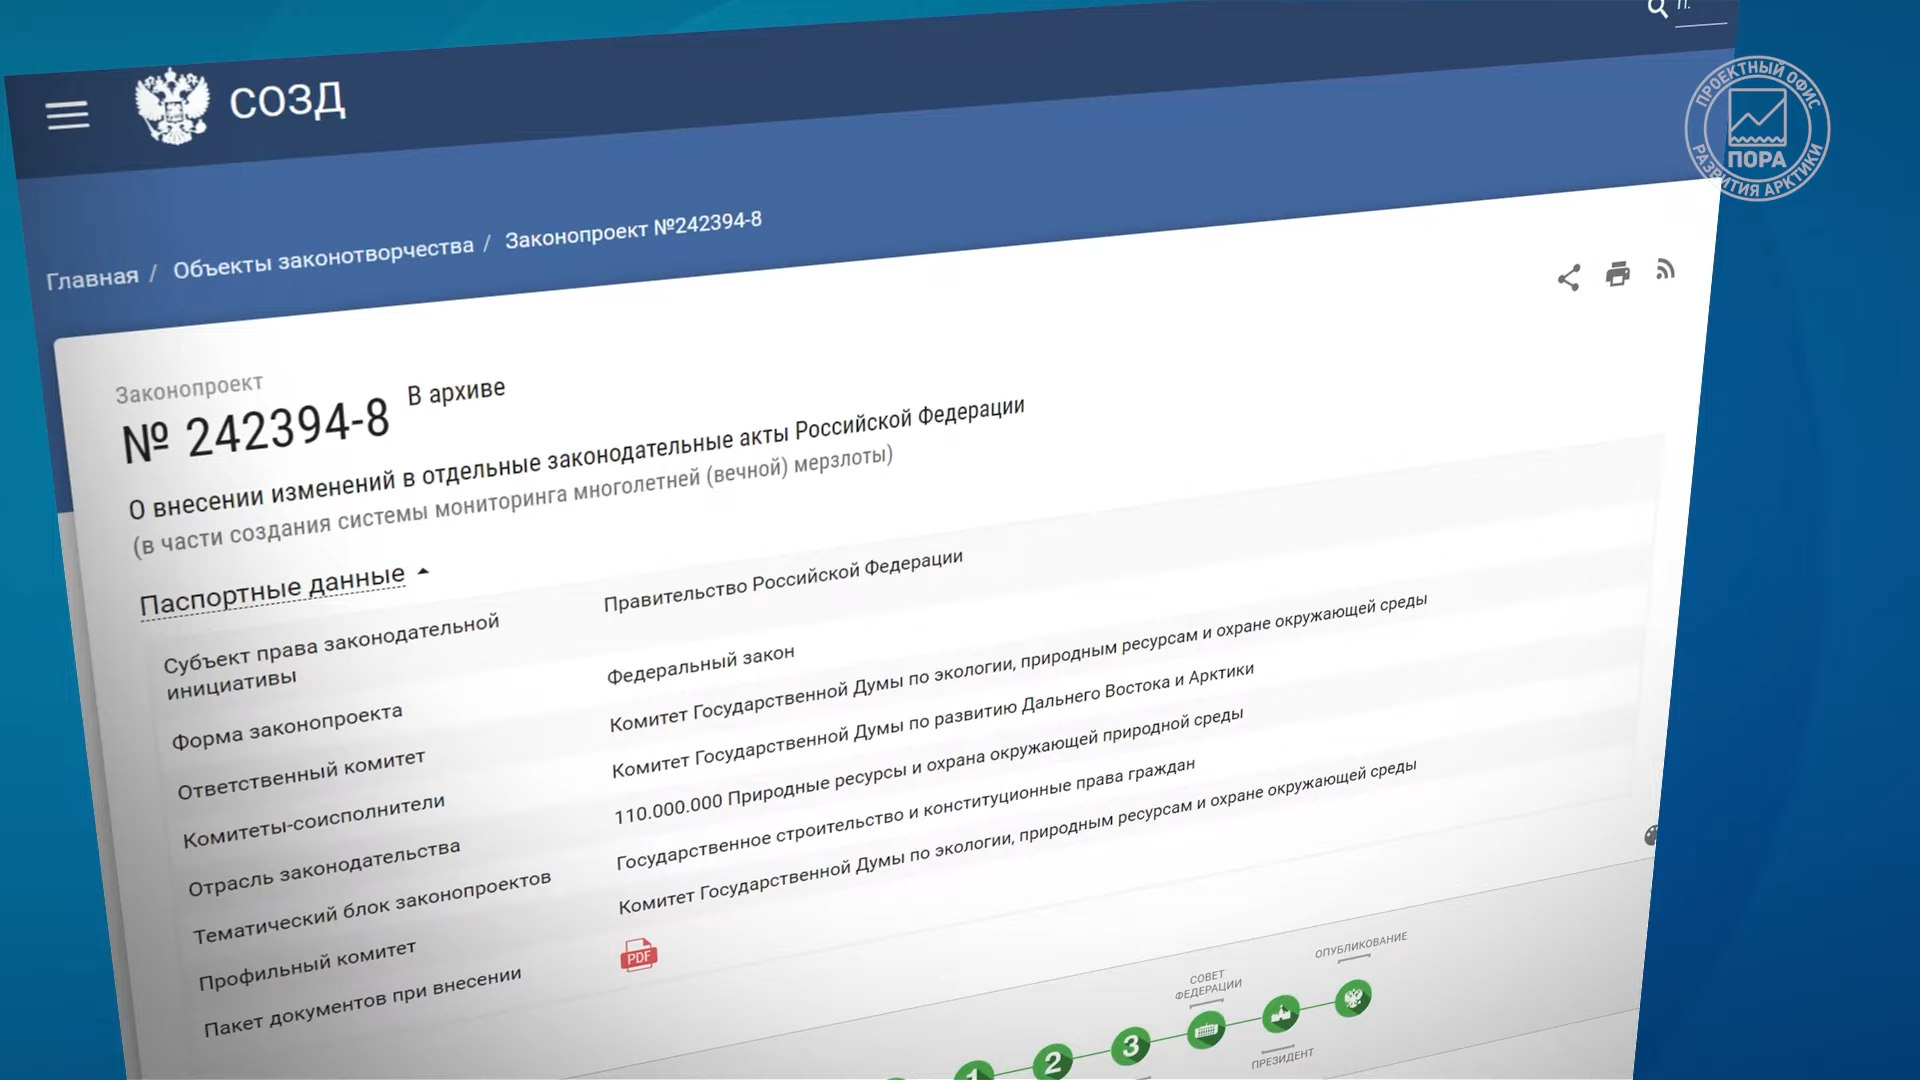 СОЗД
ПРОЕКТНЫЙ ОФИС
ПОРА
РАЗВИТИЯ АРКТИКИ
Главная / Объекты законотворчества / Законопроект №242394-8
Законопроект
№ 242394-8 В архиве
О внесении изменений в отдельные законодательные акты Российской Федерации
(в части создания системы мониторинга многолетней (вечной) мерзлоты)
Паспортные данные
Субъект права законодательной
инициативы
Правительство Российской Федерации
Форма законопроекта
Федеральный закон
Ответственный комитет
Комитет Государственной Думы по экологии, природным ресурсам и охране окружающей среды
Комитеты-соисполнители
Комитет Государственной Думы по развитию Дальнего Востока и Арктики
Отрасль законодательства
110.000.000 Природные ресурсы и охрана окружающей природной среды
Тематический блок законопроектов
Государственное строительство и конституционные права граждан
Профильный комитет
Комитет Государственной Думы по экологии, природным ресурсам и охране окружающей среды
Пакет документов при внесении
PDF
1
2
3
СОВЕТ
ФЕДЕРАЦИИ
ПРЕЗИДЕНТ
ОПУБЛИКОВАНИЕ